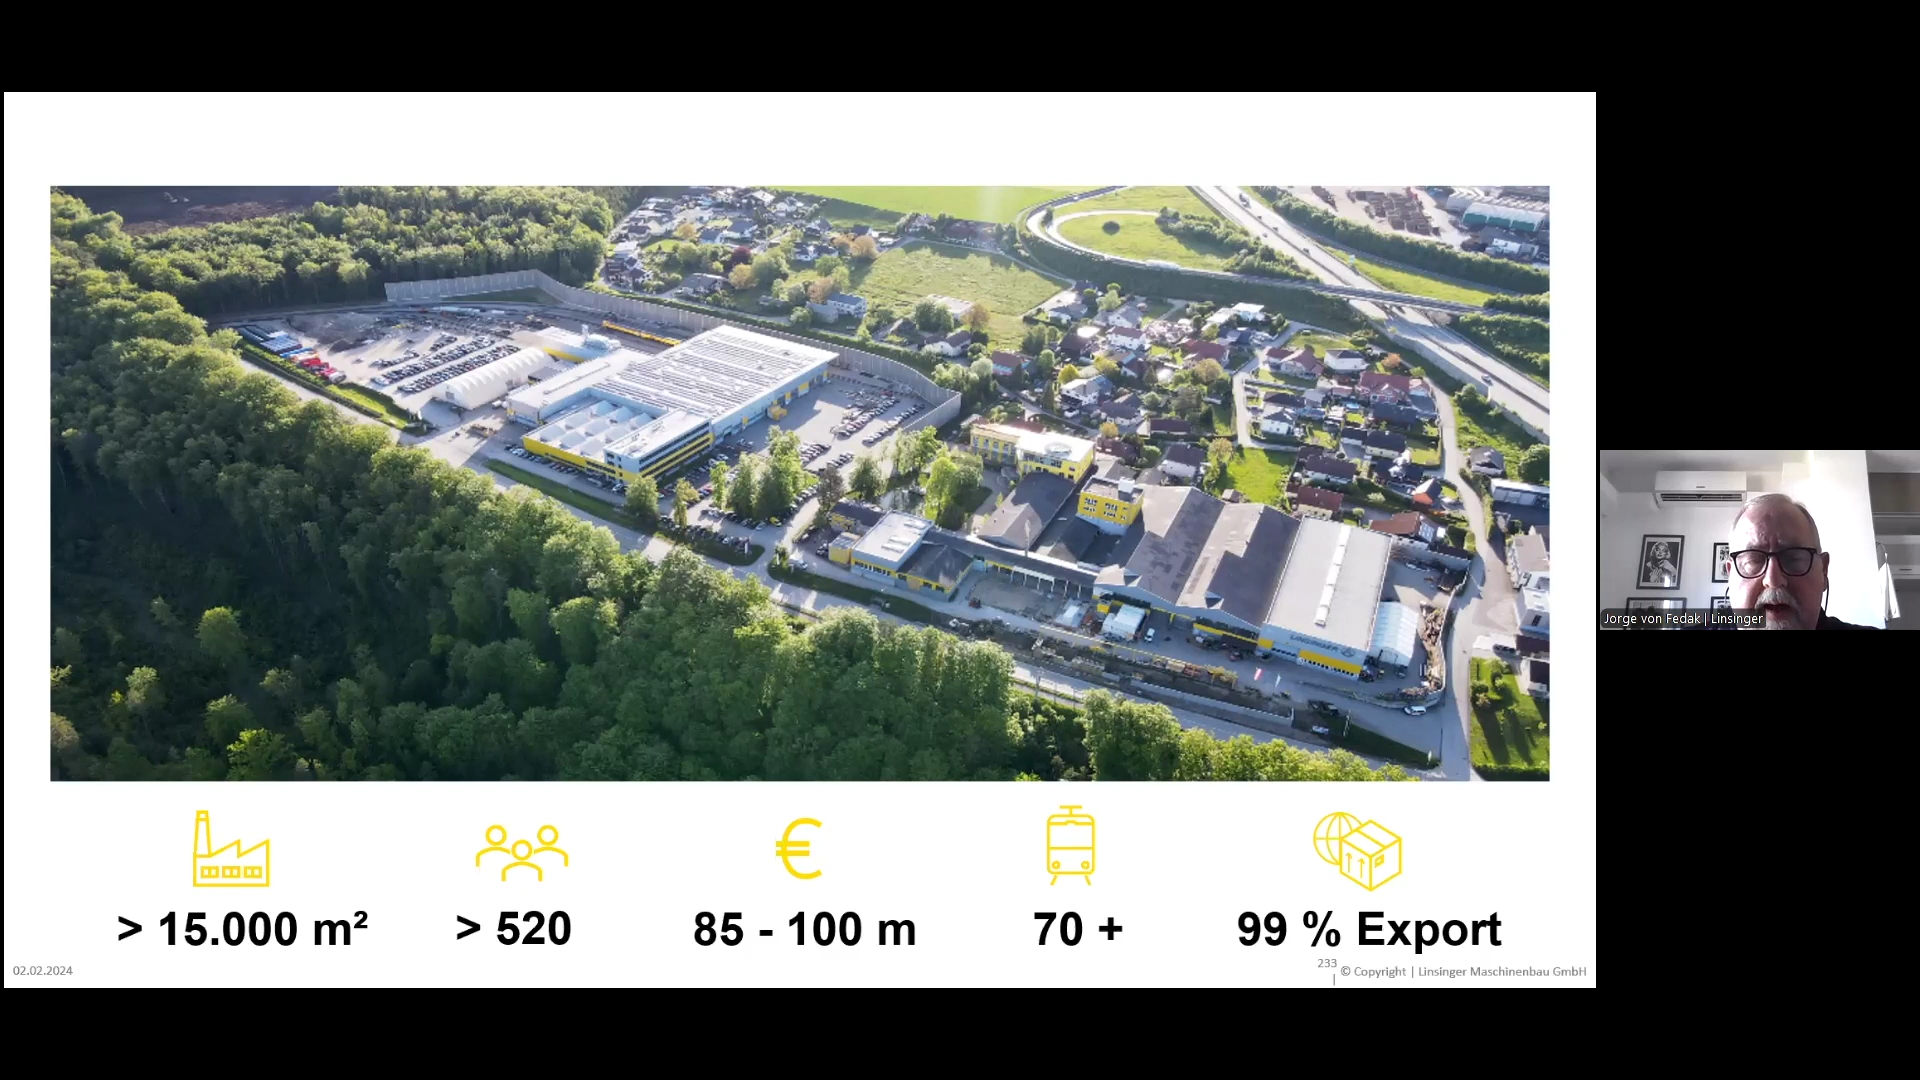 LINSINGER
> 15.000 m²
> 520
85 - 100 m
70 +
99 % Export
02.02.2024
233
| © Copyright | Linsinger Maschinenbau GmbH
Jorge von Fedak | Linsinger